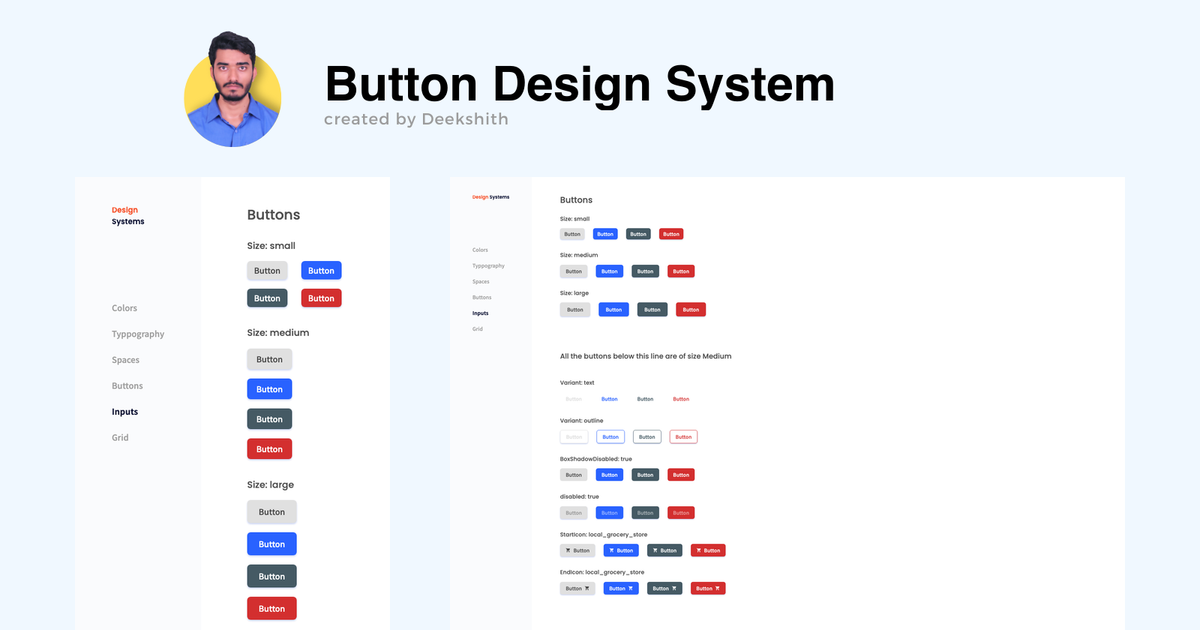 Button Design System
created by Deekshith
Design
Systems
Colors
Typpography
Spaces
Buttons
Inputs
Grid
Buttons
Size: small
Button Button
Button Button
Size: medium
Button
Button
Button
Button
Size: large
Button
Button
Button
Button
Design Systems
Colors
Typpography
Spaces
Buttons
Inputs
Grid
Buttons
Size: small
Button Button Button Button
Size: medium
Button Button Button Button
Size: large
Button Button Button Button
All the buttons below this line are of size Medium
Variant: text
Button Button Button Button
Variant: outline
Button Button Button Button
BoxShadowDisabled: true
Button Button Button Button
disabled: true
Button Button Button Button
StartIcon: local_grocery_store
Button Button Button Button
EndIcon: local_grocery_store
Button Button Button Button